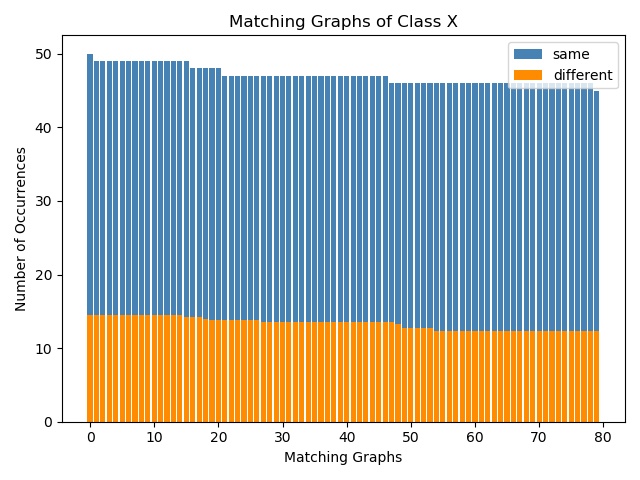 Matching Graphs of Class X
same
different
Number of Occurrences
50
40
30
20
10
0
0 10 20 30 40 50 60 70 80
Matching Graphs